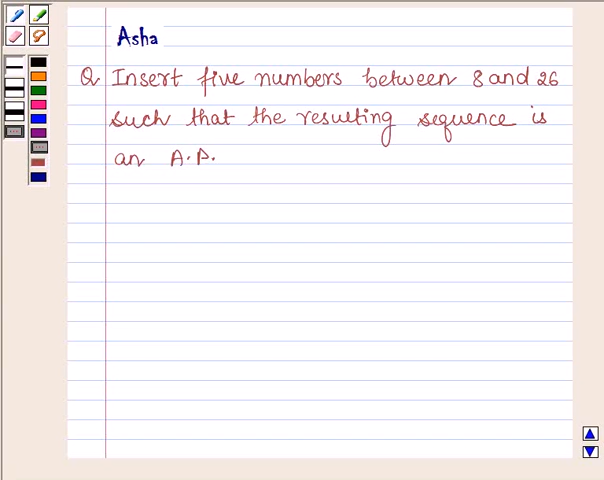 Asha
Q Insert five numbers between 8 and 26
such that the resulting sequence is
an A.P.